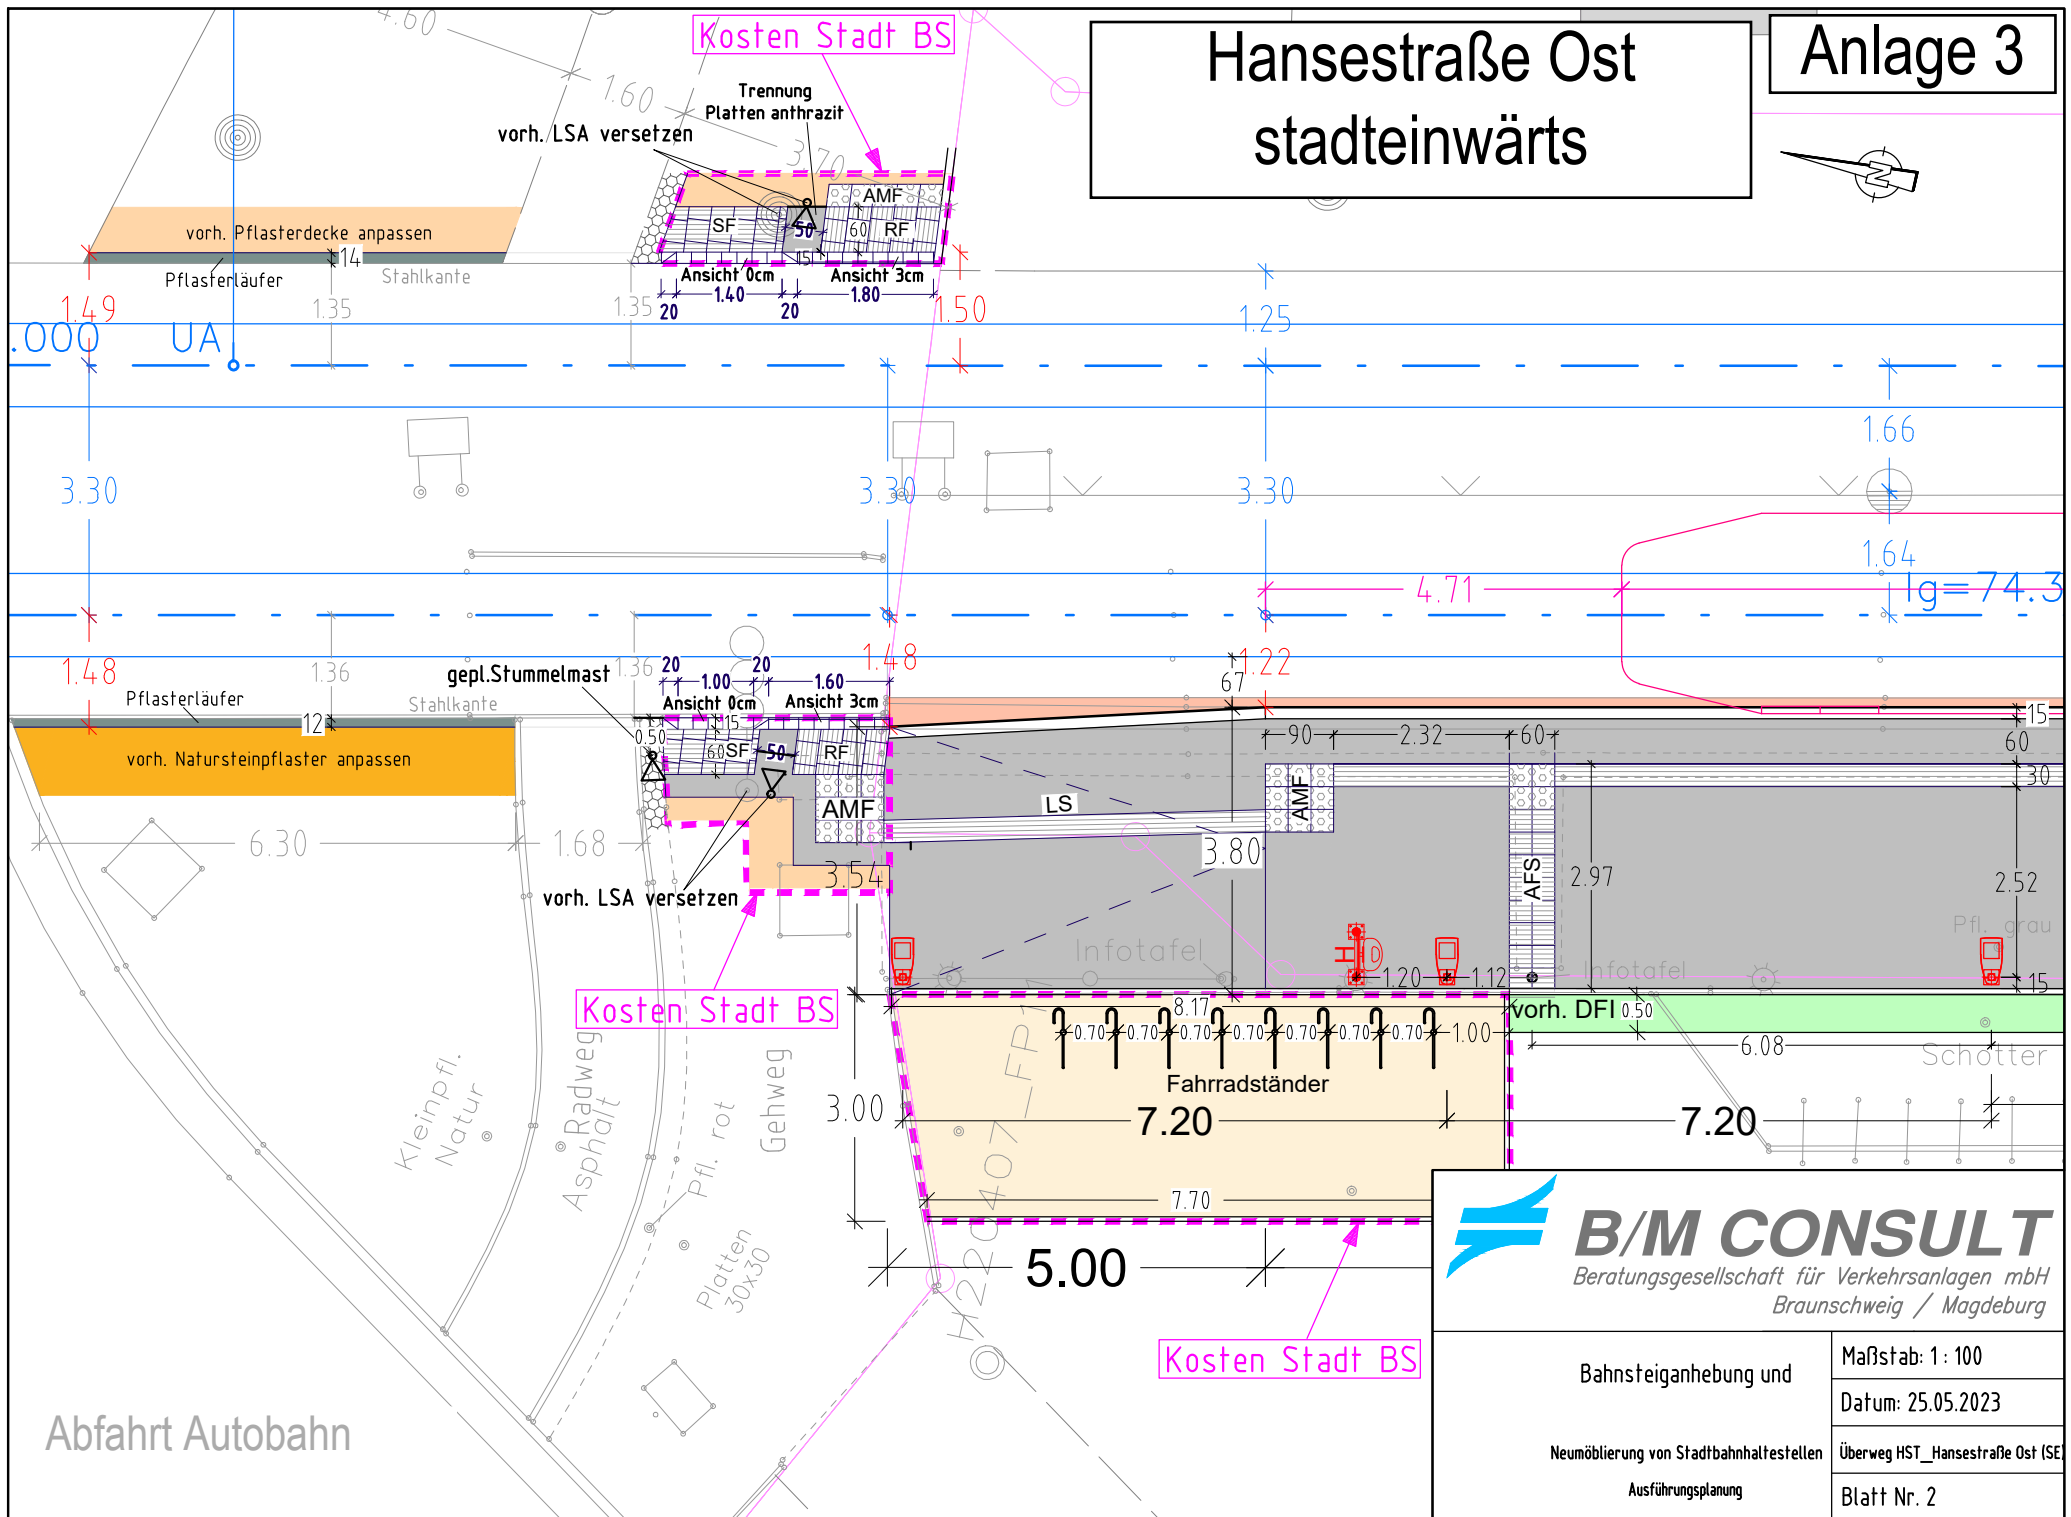 4.60
Kosten Stadt BS
Hansestraße Ost
stadteinwärts
Anlage 3
1.60
Trennung
Platten anthrazit
vorh. LSA versetzen
3.70
N
AMF
SF
50
60
RF
15
vorh. Pflasterdecke anpassen
14
Pflasterläufer
Stahlkante
Ansicht 0cm
Ansicht 3cm
1.40
1.80
20
20
1.49
1.35
1.35
1.50
1.25
.000
UA
1.66
3.30
3.30
3.30
1.64
4.71
lg=74.3
1.48
1.36
1.36
1.48
1.22
gepl.Stummelmast
20
20
1.00
1.60
67
Pflasterläufer
Stahlkante
Ansicht 0cm
Ansicht 3cm
15
12
15
0.50
60
SF
50
RF
90
2.32
60
60
30
vorh. Natursteinpflaster anpassen
AMF
LS
AMF
6.30
1.68
3.80
3.54
AFS
2.97
2.52
vorh. LSA versetzen
Pfl. grau
Infotafel
H
1.20
1.12
Infotafel
15
Kosten Stadt BS
8.17
vorh. DFI
0.50
0.70
0.70
0.70
0.70
0.70
0.70
0.70
1.00
6.08
Schotter
Fahrradständer
3.00
7.20
7.20
Kleinpfl.
Natur
Radweg
Asphalt
Pfl. rot
Gehweg
Platten
30x30
7.70
5.00
Kosten Stadt BS
Abfahrt Autobahn
B/M CONSULT
Beratungsgesellschaft für Verkehrsanlagen mbH
Braunschweig / Magdeburg
Bahnsteiganhebung und
Neumöblierung von Stadtbahnhaltestellen
Ausführungsplanung
Maßstab: 1 : 100
Datum: 25.05.2023
Überweg HST_Hansestraße Ost (SE)
Blatt Nr. 2